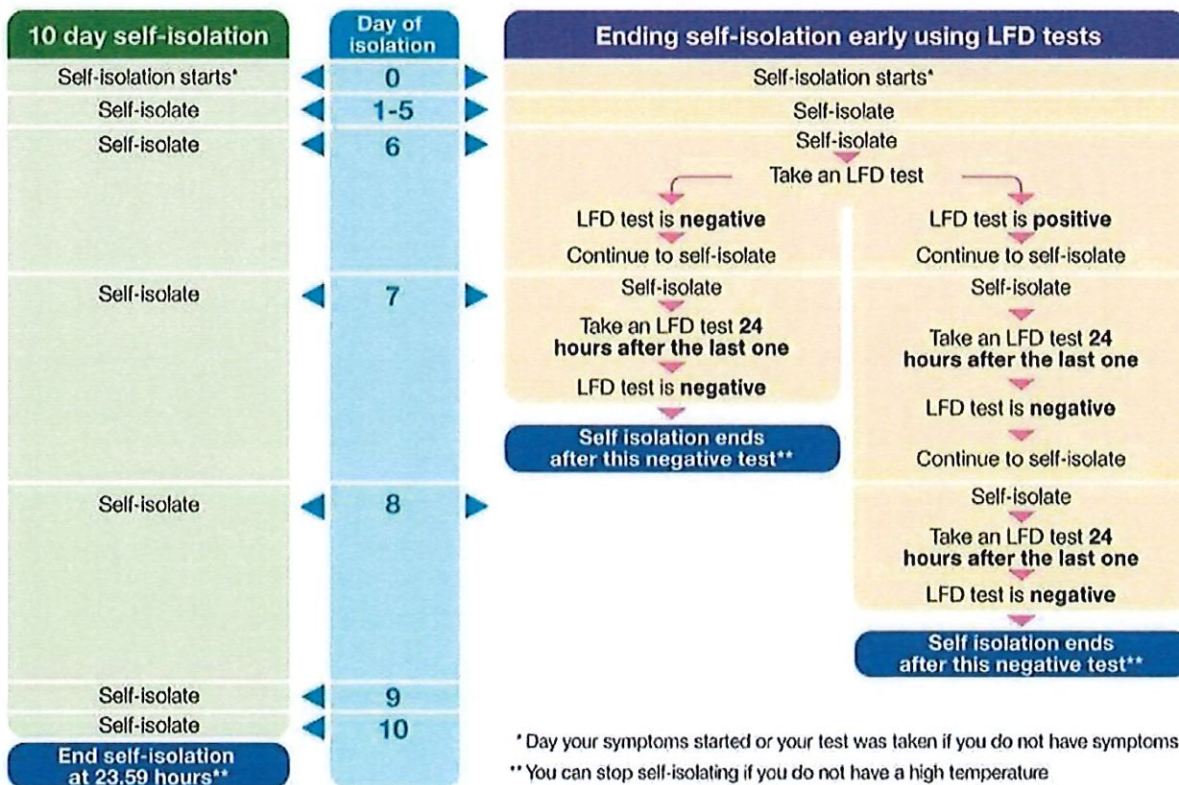 10 day self-isolation
Self-isolation starts*
Self-isolate
Self-isolate
Self-isolate
Self-isolate
Self-isolate
Self-isolate
End self-isolation
at 23.59 hours**
Day of
isolation
0
1-5
6
7
8
9
10
Ending self-isolation early using LFD tests
Self-isolation starts*
Self-isolate
Self-isolate
Take an LFD test
LFD test is negative
Continue to self-isolate
Self-isolate
Take an LFD test 24
hours after the last one
LFD test is negative
Self isolation ends
after this negative test**
LFD test is positive
Continue to self-isolate
Self-isolate
Take an LFD test 24
hours after the last one
LFD test is negative
Continue to self-isolate
Self-isolate
Take an LFD test 24
hours after the last one
LFD test is negative
Self isolation ends
after this negative test**
* Day your symptoms started or your test was taken if you do not have symptoms
** You can stop self-isolating if you do not have a high temperature